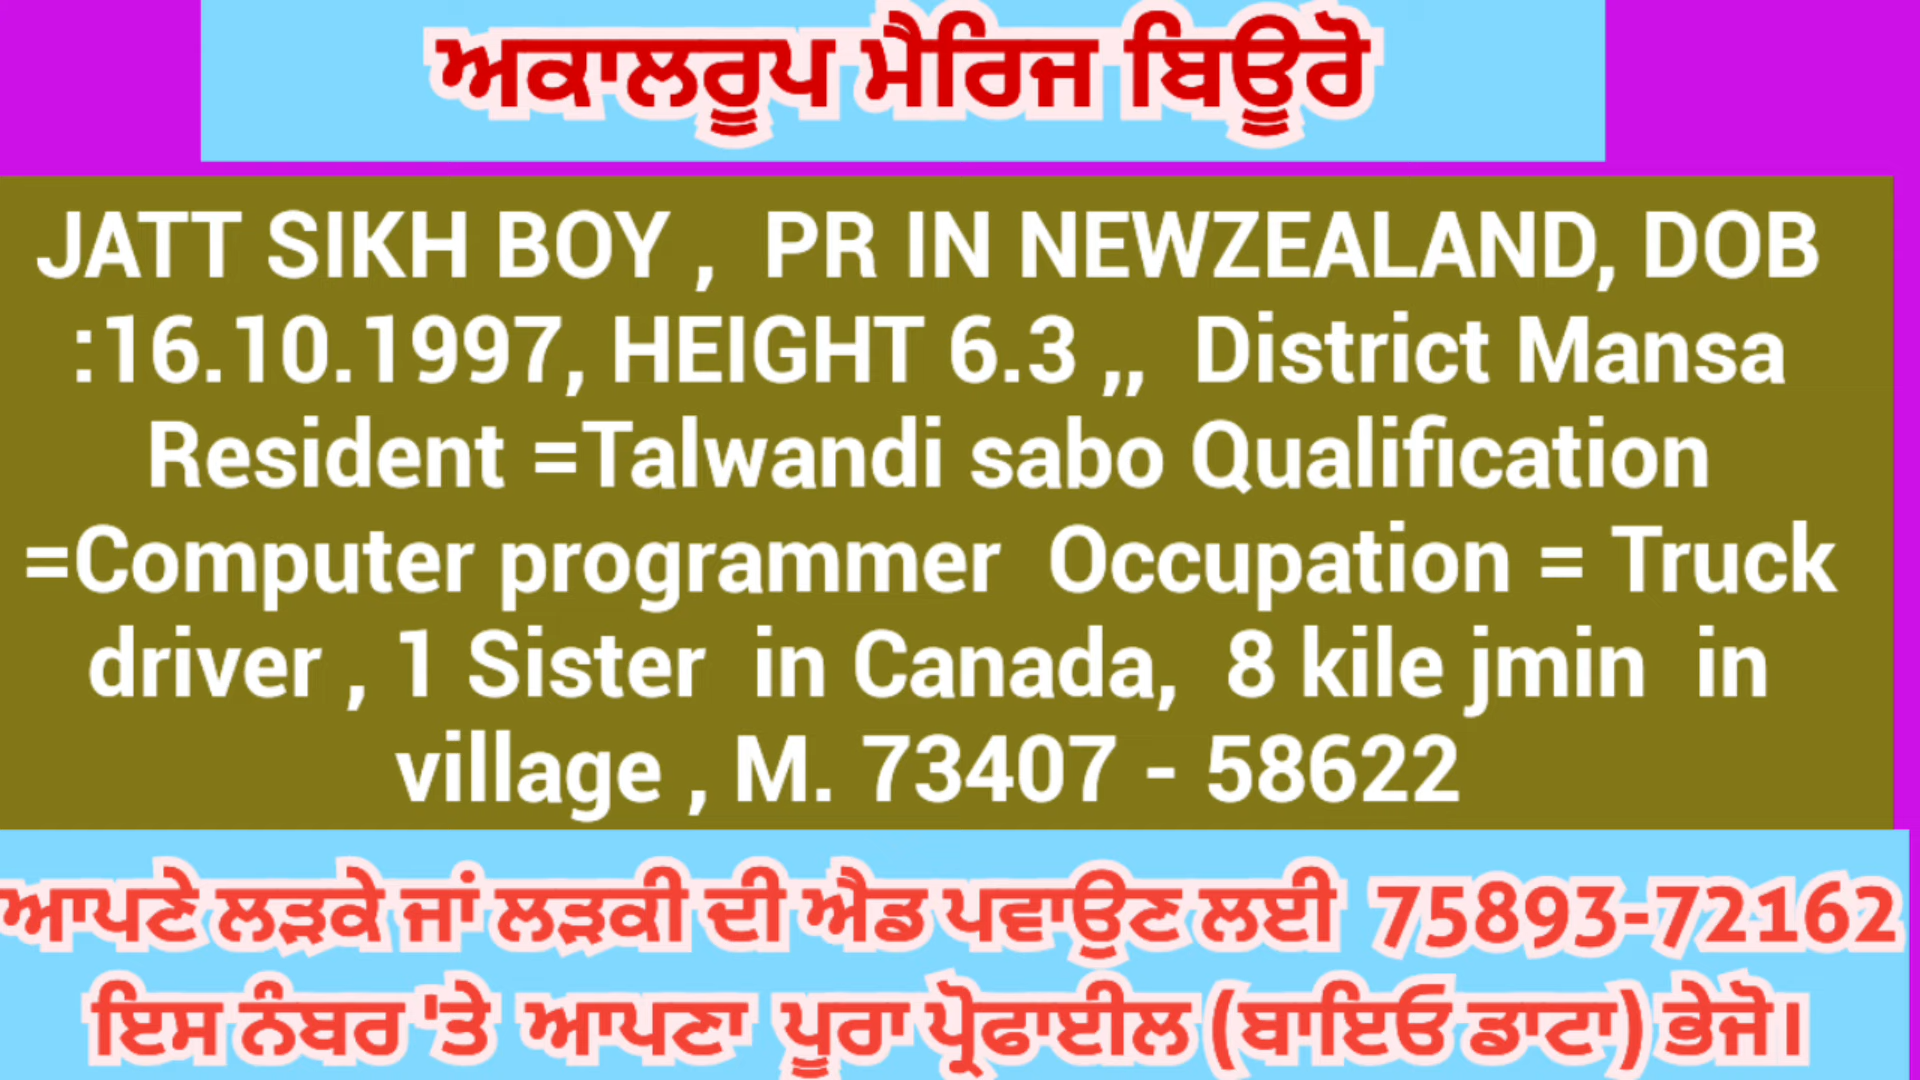 ਅਕਾਲਰੂਪ ਮੈਰਿਜ ਬਿਊਰੋ
JATT SIKH BOY , PR IN NEWZEALAND, DOB
:16.10.1997, HEIGHT 6.3 ,, District Mansa
Resident =Talwandi sabo Qualification
=Computer programmer Occupation = Truck
driver , 1 Sister in Canada, 8 kile jmin in
village , M. 73407 - 58622
ਆਪਣੇ ਲੜਕੇ ਜਾਂ ਲੜਕੀ ਦੀ ਐਡ ਪਵਾਉਣ ਲਈ 75893-72162
ਇਸ ਨੰਬਰ 'ਤੇ ਆਪਣਾ ਪੂਰਾ ਪ੍ਰੋਫਾਈਲ (ਬਾਇਓ ਡਾਟਾ) ਭੇਜੋ।